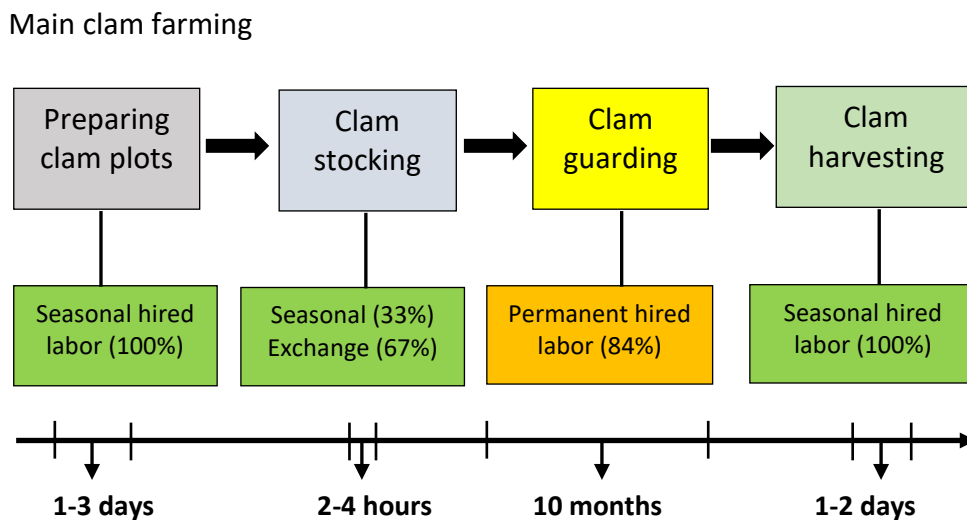 Main clam farming
Preparing
clam plots
Clam
stocking
Clam
guarding
Clam
harvesting
Seasonal hired
labor (100%)
Seasonal (33%)
Exchange (67%)
Permanent hired
labor (84%)
Seasonal hired
labor (100%)
1-3 days
2-4 hours
10 months
1-2 days